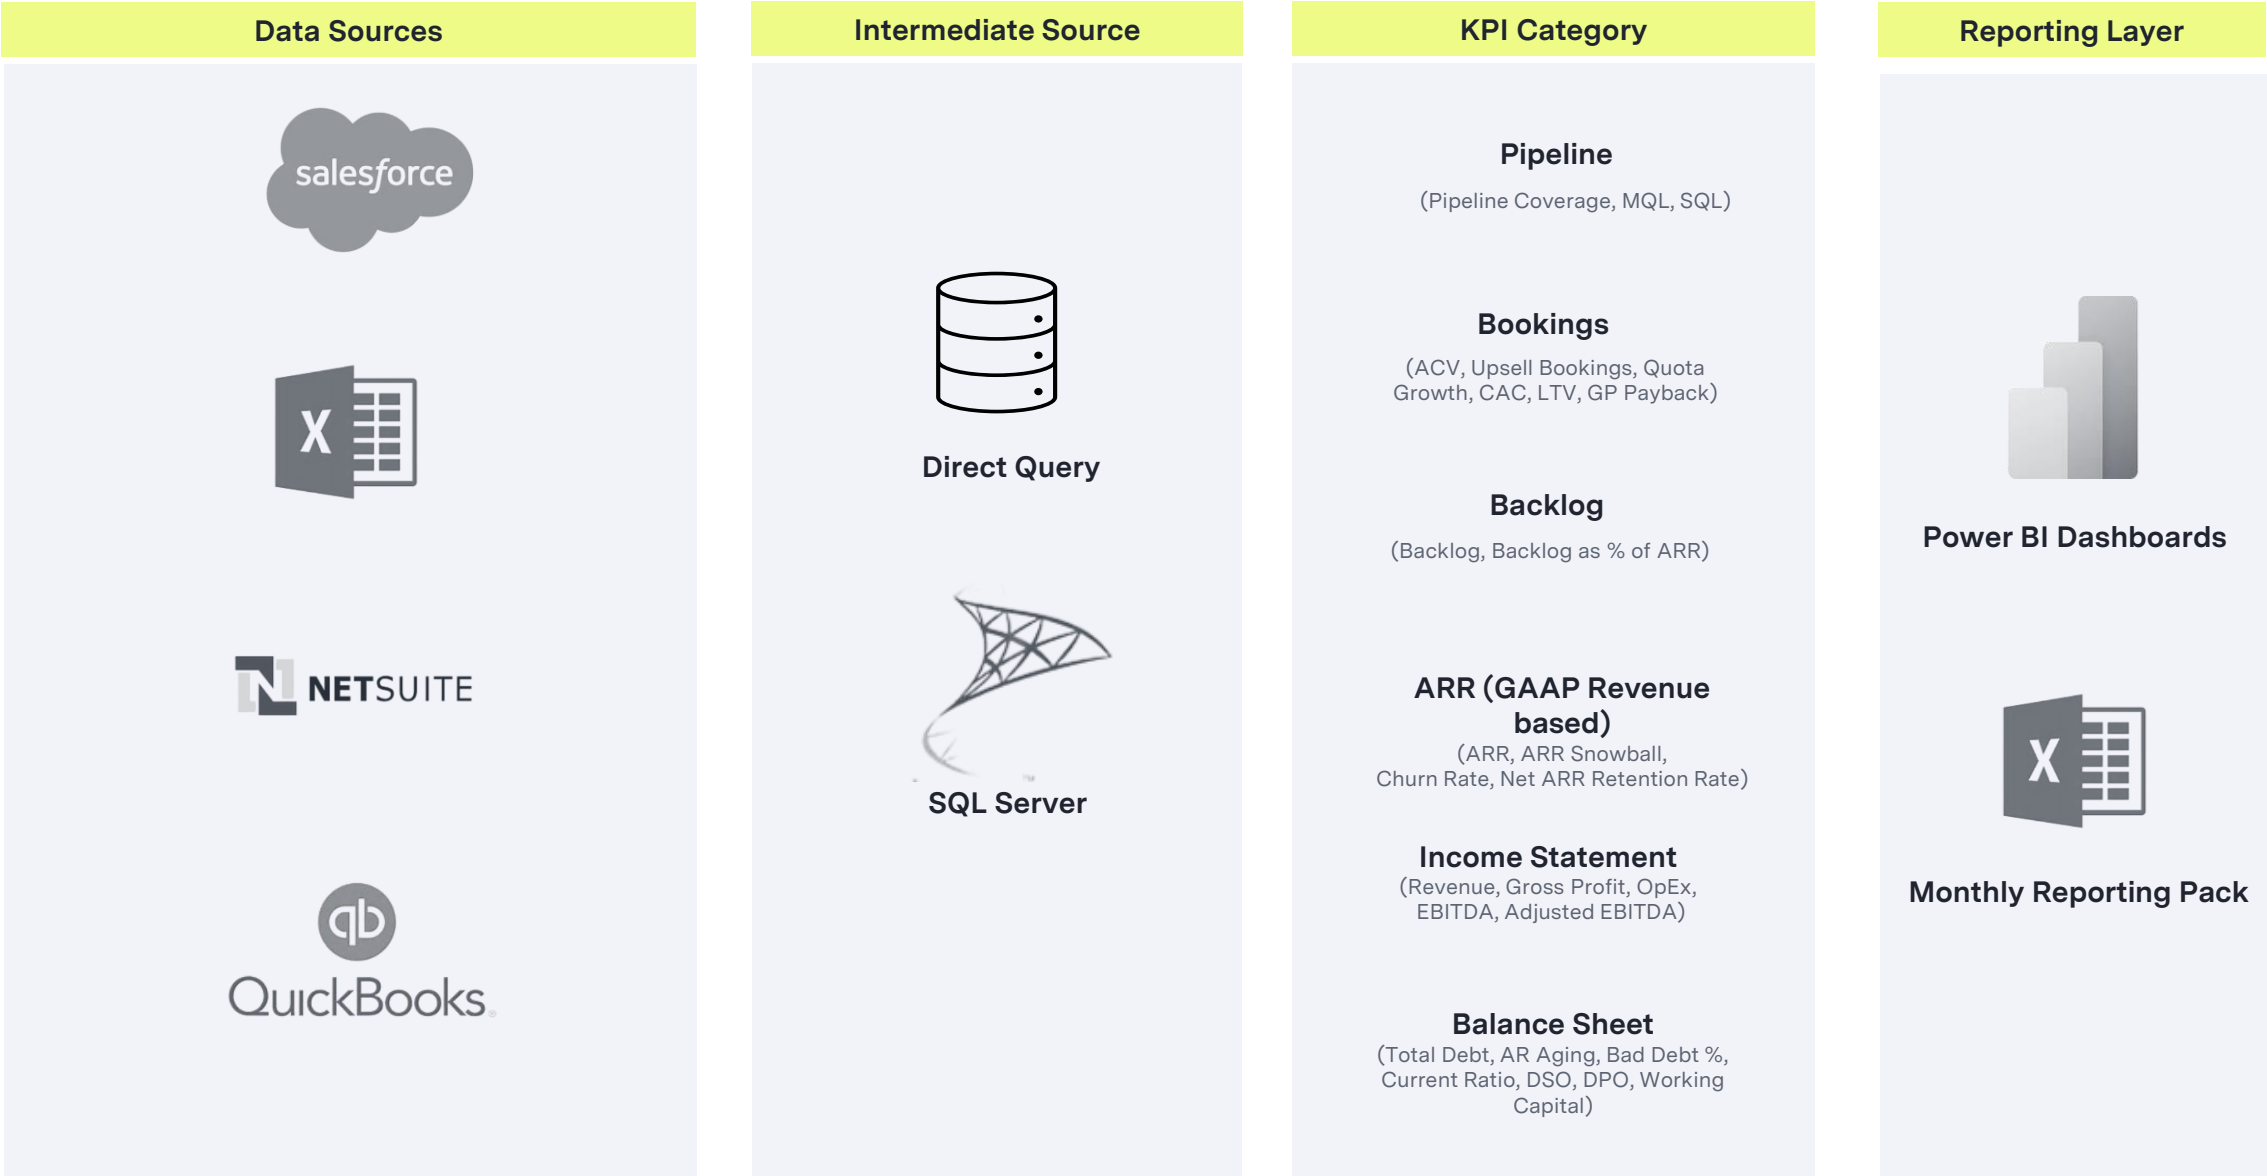 Data Sources
salesforce
X
NETSUITE
qb
QuickBooks®
Intermediate Source
Direct Query
SQL Server
KPI Category
Pipeline
(Pipeline Coverage, MQL, SQL)
Bookings
(ACV, Upsell Bookings, Quota
Growth, CAC, LTV, GP Payback)
Backlog
(Backlog, Backlog as % of ARR)
ARR (GAAP Revenue
based)
(ARR, ARR Snowball,
Churn Rate, Net ARR Retention Rate)
Income Statement
(Revenue, Gross Profit, OpEx,
EBITDA, Adjusted EBITDA)
Balance Sheet
(Total Debt, AR Aging, Bad Debt %,
Current Ratio, DSO, DPO, Working
Capital)
Reporting Layer
Power BI Dashboards
X
Monthly Reporting Pack